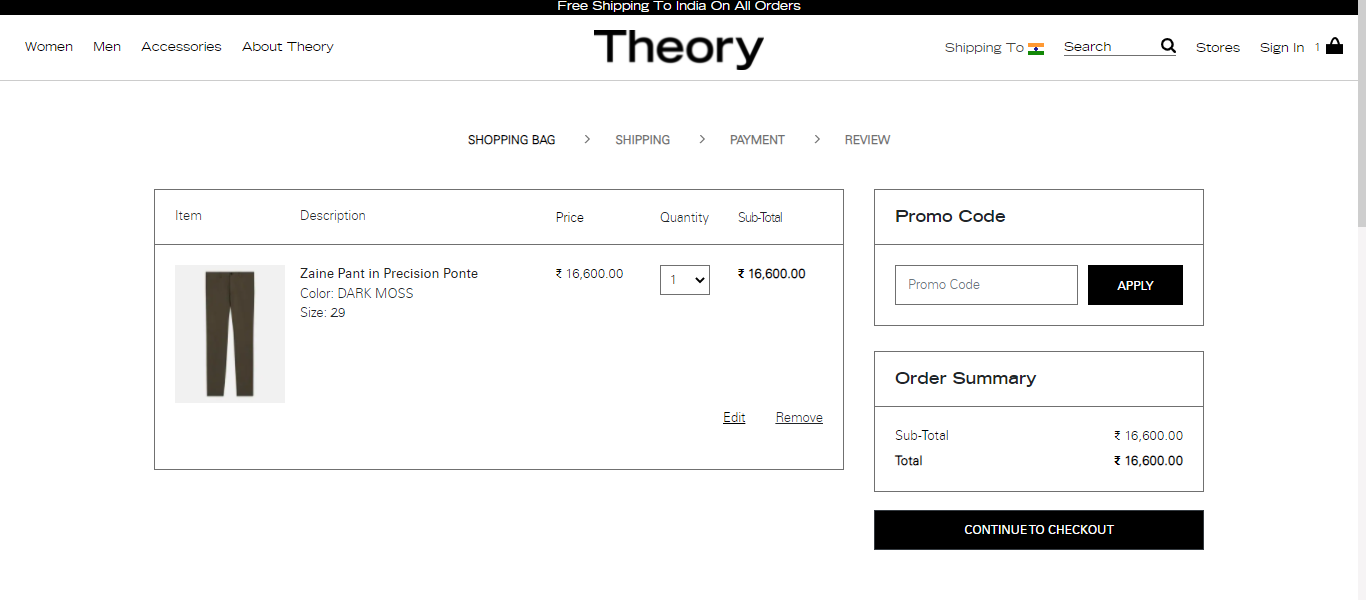 Free Shipping To India On All Orders
Women Men Accessories About Theory
Theory
Shipping To Search Stores Sign In 1
SHOPPING BAG > SHIPPING > PAYMENT > REVIEW
Item Description Price Quantity Sub-Total
Zaine Pant in Precision Ponte ₹ 16,600.00 1 ₹ 16,600.00
Color: DARK MOSS
Size: 29
Edit Remove
Promo Code
Promo Code APPLY
Order Summary
Sub-Total ₹ 16,600.00
Total ₹ 16,600.00
CONTINUE TO CHECKOUT